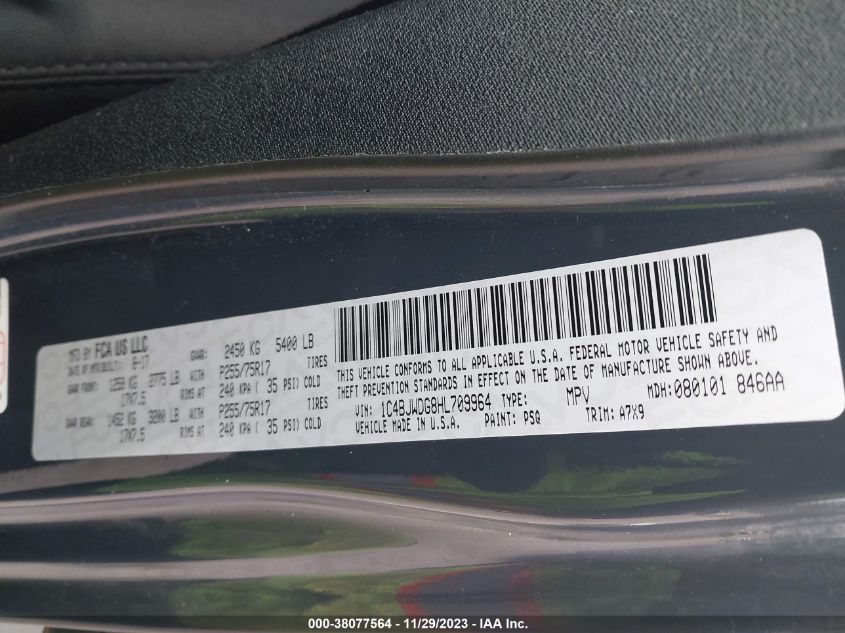 MFD BY FCA US LLC
DATE OF MFR(BUILT): 8-17
GVWR: 2450 KG 5400 LB
GAWR FRONT: 1259 KG 2775 LB WITH P255/75R17 TIRES
17X7.5 RIMS AT 240 KPA ( 35 PSI) COLD
GAWR REAR: 1452 KG 3200 LB WITH P255/75R17 TIRES
17X7.5 RIMS AT 240 KPA ( 35 PSI) COLD
THIS VEHICLE CONFORMS TO ALL APPLICABLE U.S.A. FEDERAL MOTOR VEHICLE SAFETY AND
THEFT PREVENTION STANDARDS IN EFFECT ON THE DATE OF MANUFACTURE SHOWN ABOVE.
VIN: 1C4BJWDG8HL709964 TYPE: MPV MDH: 080101 846AA
VEHICLE MADE IN U.S.A. PAINT: PSQ TRIM: A7X9
000-38077564 - 11/29/2023 - IAA Inc.